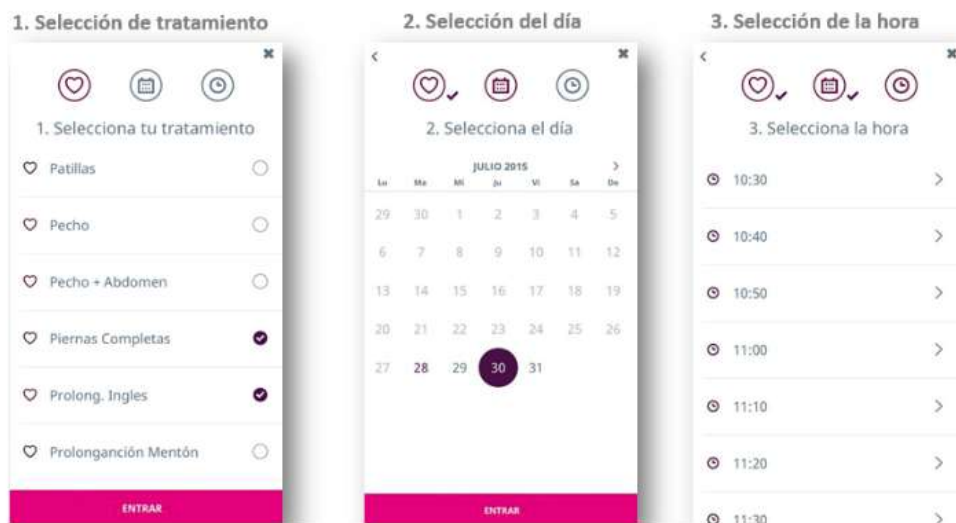 1. Selección de tratamiento
1. Selecciona tu tratamiento
Patillas
Pecho
Pecho + Abdomen
Piernas Completas
Prolong. Ingles
Prolonganción Mentón
ENTRAR
2. Selección del día
2. Selecciona el día
JULIO 2015
Lu Ma Mi Ju Vi Sa Do
29 30 1 2 3 4 5
6 7 8 9 10 11 12
13 14 15 16 17 18 19
20 21 22 23 24 25 26
27 28 29 30 31
ENTRAR
3. Selección de la hora
3. Selecciona la hora
10:30
10:40
10:50
11:00
11:10
11:20
11:30